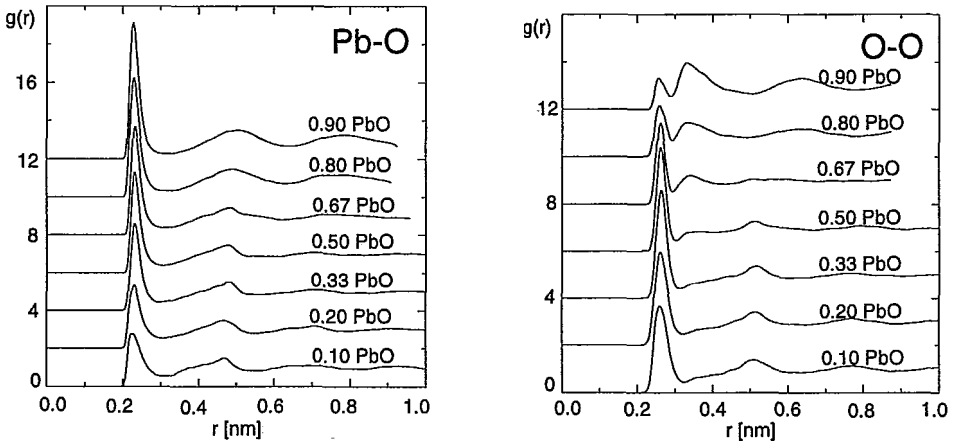 g(r)
Pb-O
16
12
8
4
0
0.90 PbO
0.80 PbO
0.67 PbO
0.50 PbO
0.33 PbO
0.20 PbO
0.10 PbO
0.0 0.2 0.4 0.6 0.8 1.0
r [nm]
g(r)
O-O
12
8
4
0
0.90 PbO
0.80 PbO
0.67 PbO
0.50 PbO
0.33 PbO
0.20 PbO
0.10 PbO
0.0 0.2 0.4 0.6 0.8 1.0
r [nm]